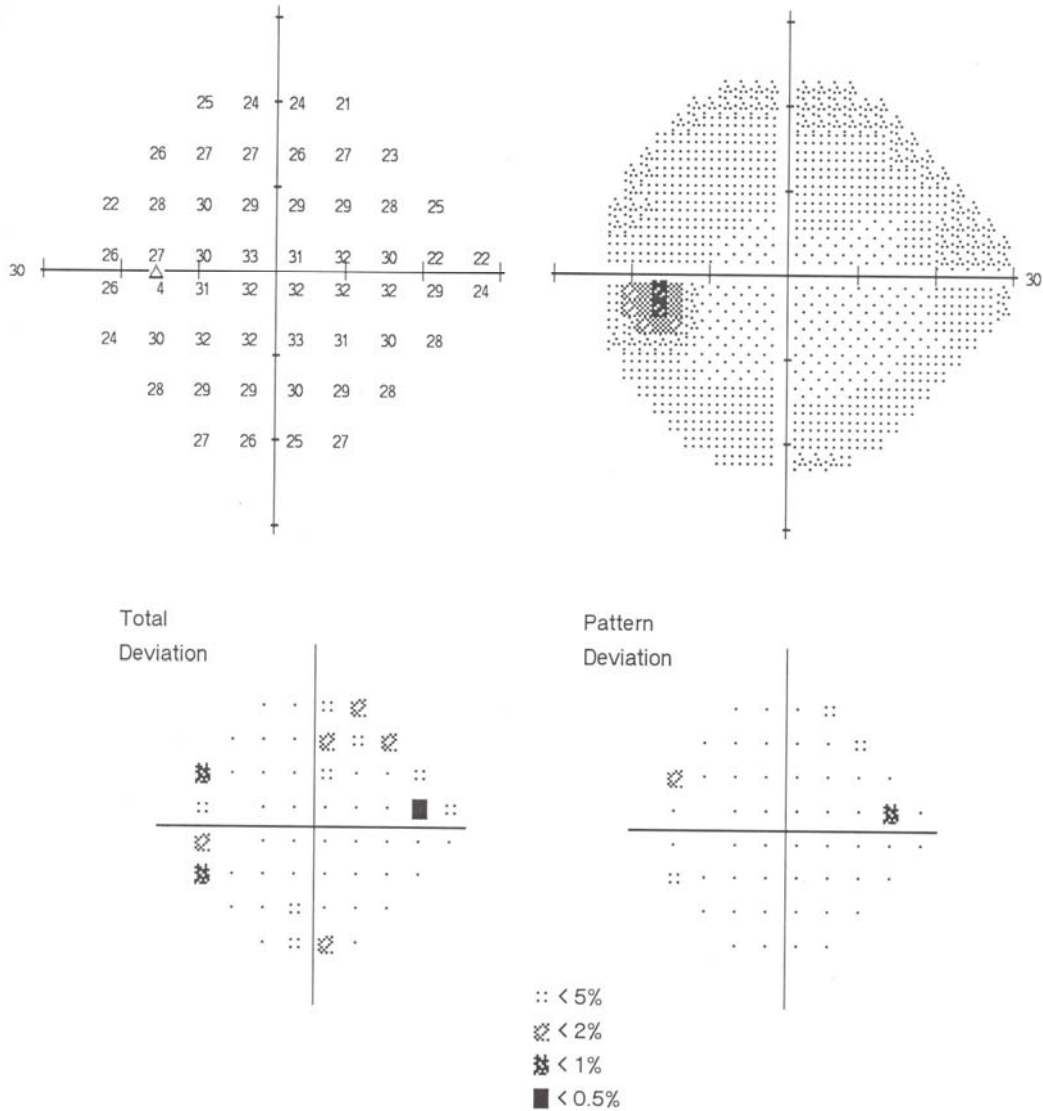 25 24 24 21
26 27 27 26 27 23
22 28 30 29 29 29 28 25
26 27 30 33 31 32 30 22 22
30
26 4 31 32 32 32 32 29 24
30
24 30 32 32 33 31 30 28
28 29 29 30 29 28
27 26 25 27
Total
Deviation
Pattern
Deviation
< 5%
< 2%
< 1%
< 0.5%